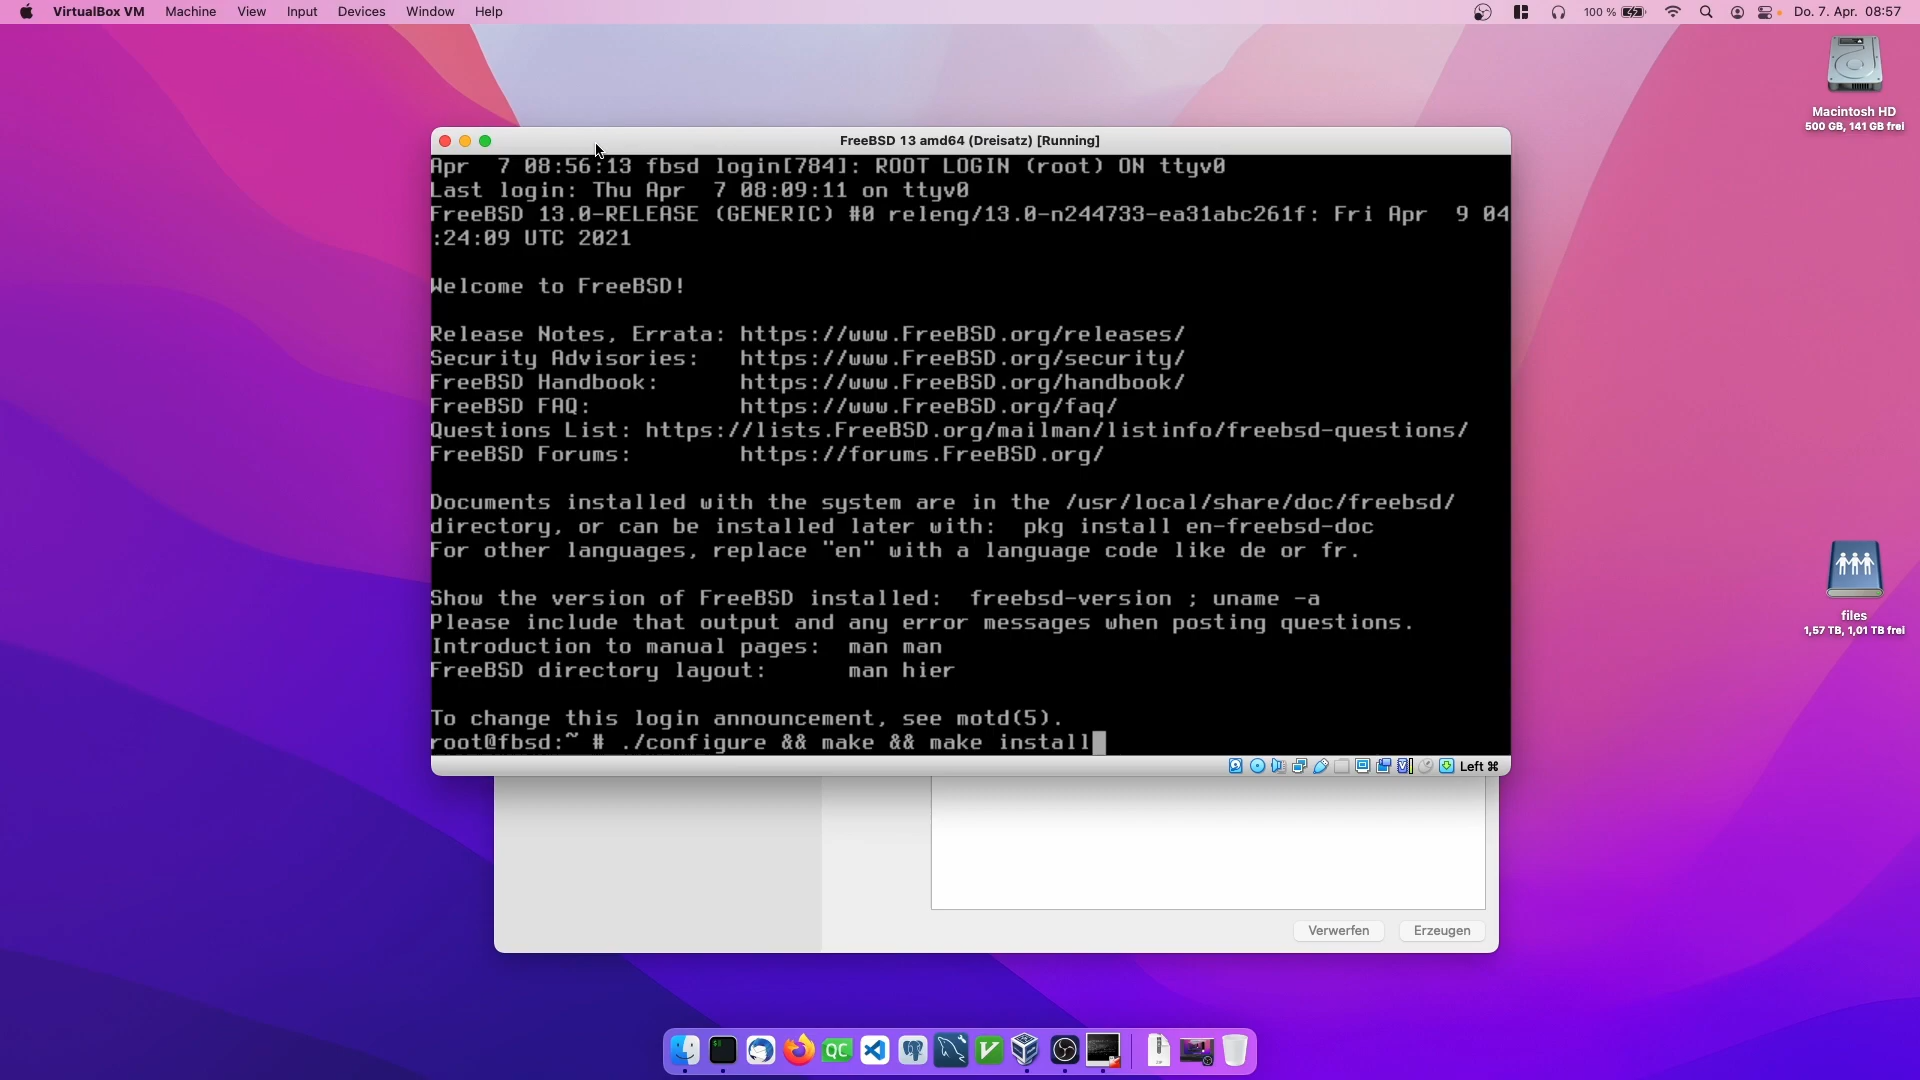 VirtualBox VM Machine View Input Devices Window Help 100 % Do. 7. Apr. 08:57
Macintosh HD
500 GB, 141 GB frei
FreeBSD 13 amd64 (Dreisatz) [Running]
Apr  7 08:56:13 fbsd login[784]: ROOT LOGIN (root) ON ttyv0
Last login: Thu Apr  7 08:09:11 on ttyv0
FreeBSD 13.0-RELEASE (GENERIC) #0 releng/13.0-n244733-ea31abc261f: Fri Apr  9 04
:24:09 UTC 2021
Welcome to FreeBSD!
Release Notes, Errata: https://www.FreeBSD.org/releases/
Security Advisories:   https://www.FreeBSD.org/security/
FreeBSD Handbook:      https://www.FreeBSD.org/handbook/
FreeBSD FAQ:           https://www.FreeBSD.org/faq/
Questions List: https://lists.FreeBSD.org/mailman/listinfo/freebsd-questions/
FreeBSD Forums:        https://forums.FreeBSD.org/
Documents installed with the system are in the /usr/local/share/doc/freebsd/
directory, or can be installed later with:  pkg install en-freebsd-doc
For other languages, replace "en" with a language code like de or fr.
Show the version of FreeBSD installed:  freebsd-version ; uname -a
Please include that output and any error messages when posting questions.
Introduction to manual pages:  man man
FreeBSD directory layout:      man hier
To change this login announcement, see motd(5).
root@fbsd:~ # ./configure && make && make install
Left ⌘
files
1,57 TB, 1,01 TB frei
Verwerfen Erzeugen
QC